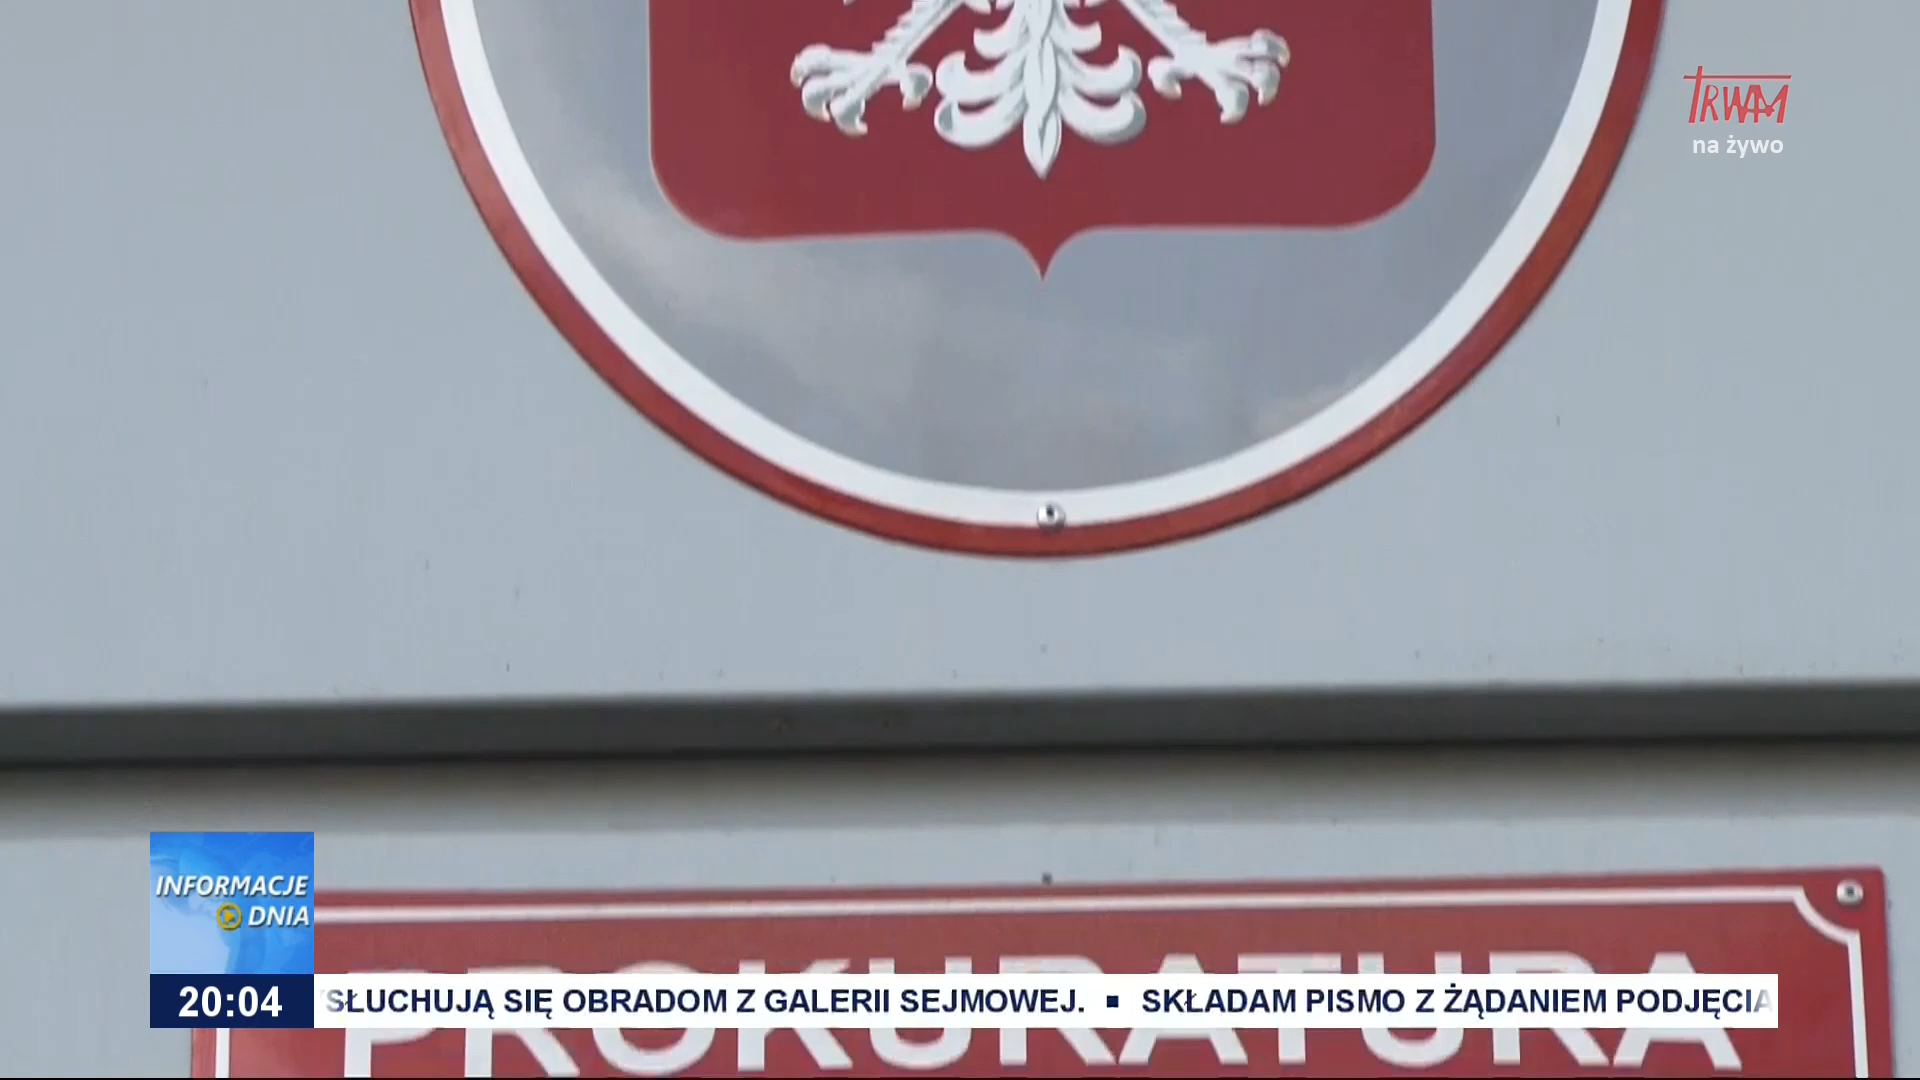 TRWAM
na żywo
INFORMACJE
DNIA
PROKURATURA
20:04
SŁUCHUJĄ SIĘ OBRADOM Z GALERII SEJMOWEJ. ▪ SKŁADAM PISMO Z ŻĄDANIEM PODJĘCIA